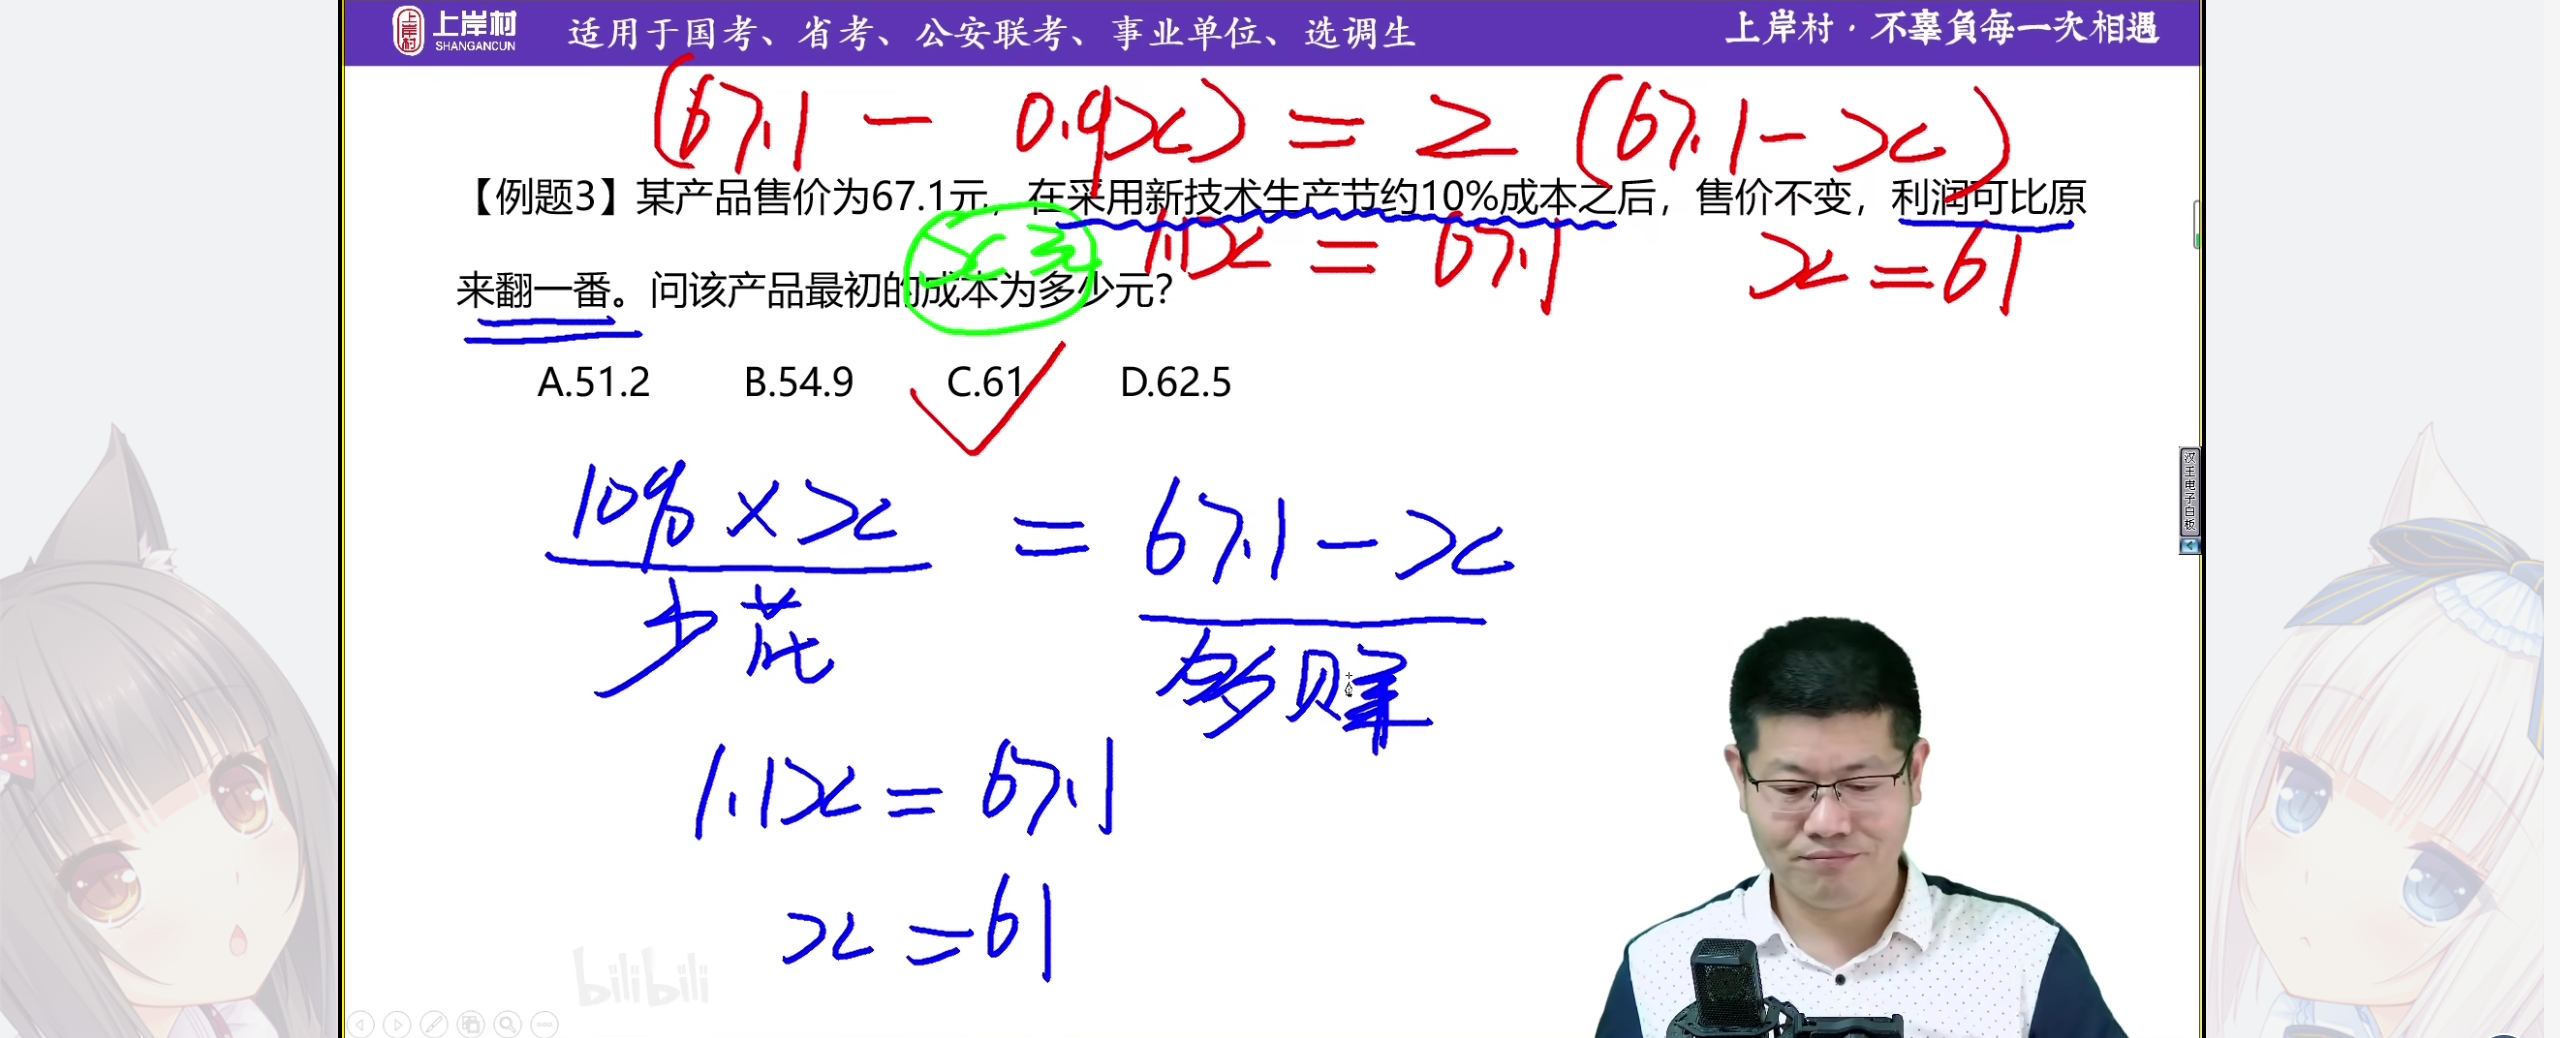 上岸村
SHANGANCUN
适用于国考、省考、公安联考、事业单位、选调生
上岸村·不辜負每一次相遇
(67.1 - 0.9x) = 2 (67.1-x)
【例题3】某产品售价为67.1元，在采用新技术生产节约10%成本之后，售价不变，利润可比原
x元 1.1x = 67.1 x=61
来翻一番。问该产品最初的成本为多少元?
A.51.2 B.54.9 C.61 D.62.5
10% × x = 67.1-x
少花 多赚
1.1x = 67.1
x = 61
bilibili
汉王电子白板